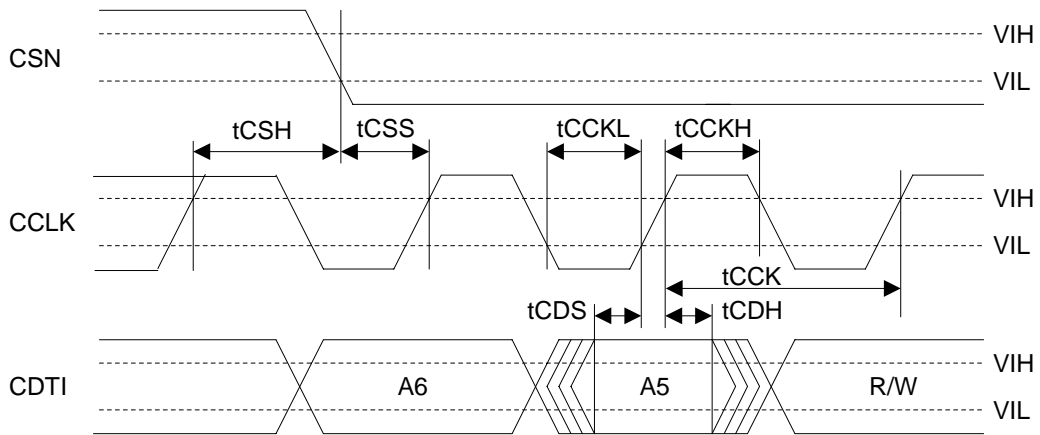 CSN
VIH
VIL
tCSH
tCSS
tCCKL
tCCKH
CCLK
VIH
VIL
tCCK
tCDS
tCDH
CDTI
A6
A5
R/W
VIH
VIL